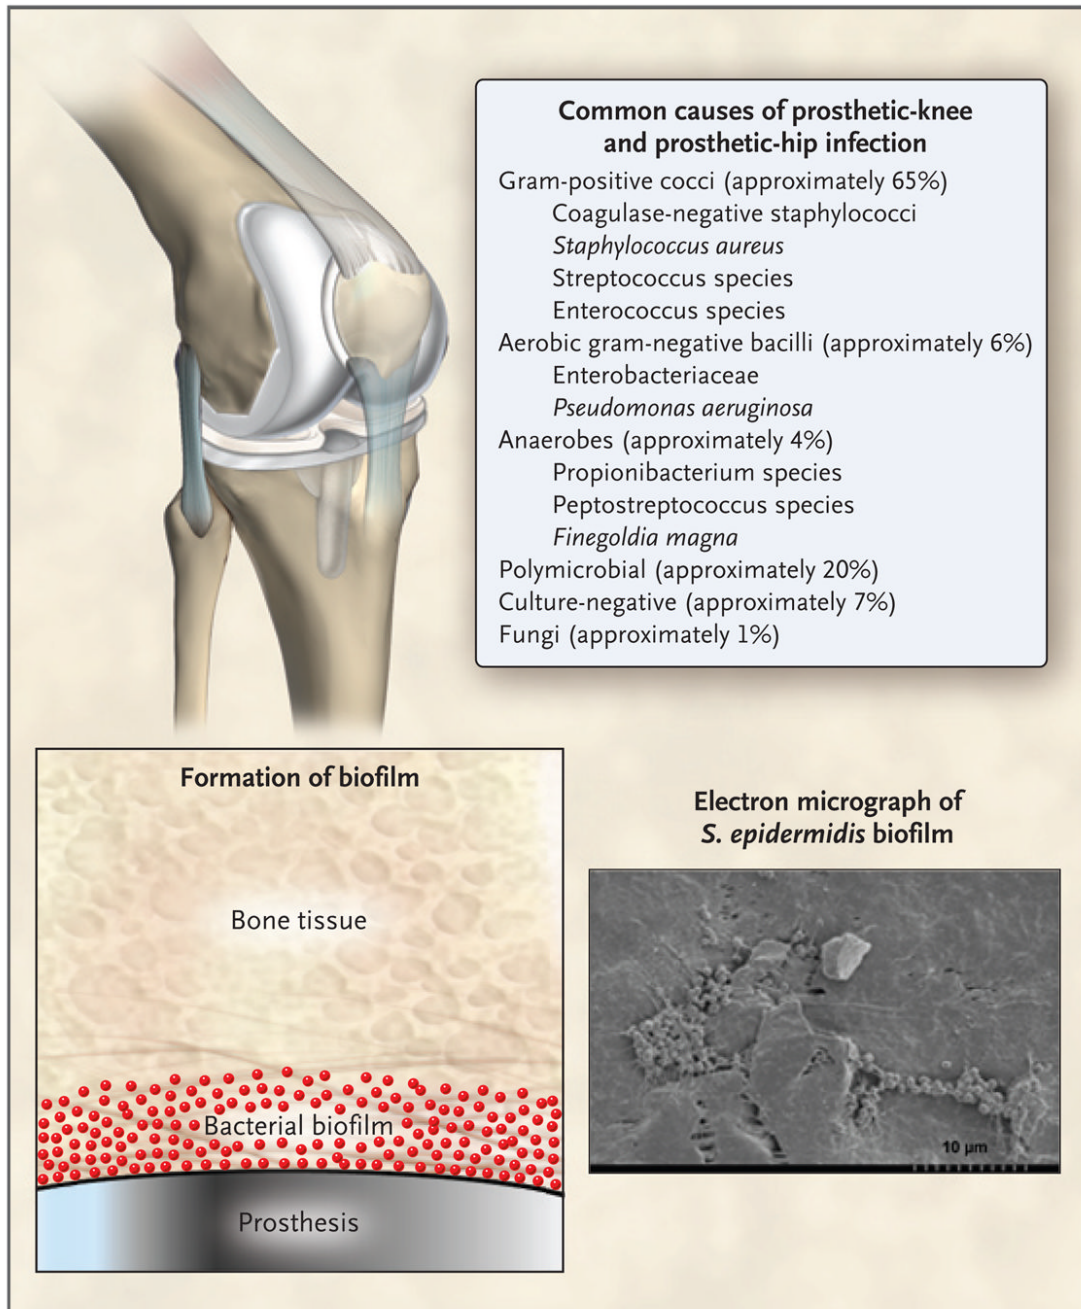 Common causes of prosthetic-knee
and prosthetic-hip infection
Gram-positive cocci (approximately 65%)
Coagulase-negative staphylococci
Staphylococcus aureus
Streptococcus species
Enterococcus species
Aerobic gram-negative bacilli (approximately 6%)
Enterobacteriaceae
Pseudomonas aeruginosa
Anaerobes (approximately 4%)
Propionibacterium species
Peptostreptococcus species
Finegoldia magna
Polymicrobial (approximately 20%)
Culture-negative (approximately 7%)
Fungi (approximately 1%)
Formation of biofilm
Bone tissue
Bacterial biofilm
Prosthesis
Electron micrograph of
S. epidermidis biofilm
10 µm